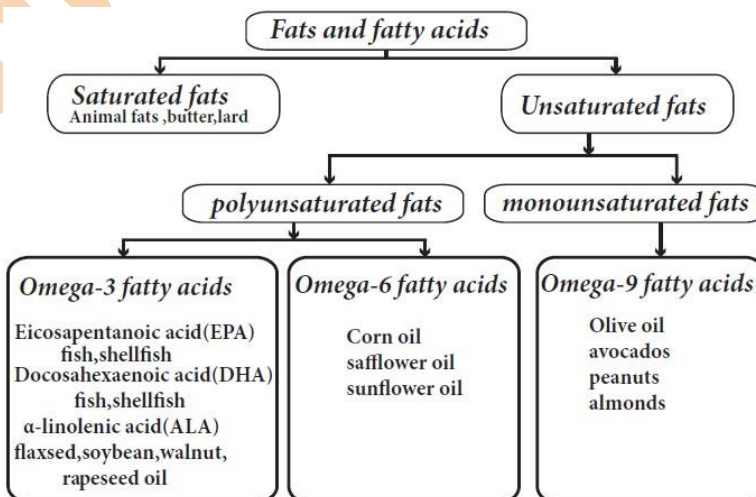 Fats and fatty acids
Saturated fats
Animal fats ,butter,lard
Unsaturated fats
polyunsaturated fats
monounsaturated fats
Omega-3 fatty acids
Eicosapentanoic acid(EPA)
fish,shellfish
Docosahexaenoic acid(DHA)
fish,shellfish
α-linolenic acid(ALA)
flaxsed,soybean,walnut,
rapeseed oil
Omega-6 fatty acids
Corn oil
safflower oil
sunflower oil
Omega-9 fatty acids
Olive oil
avocados
peanuts
almonds